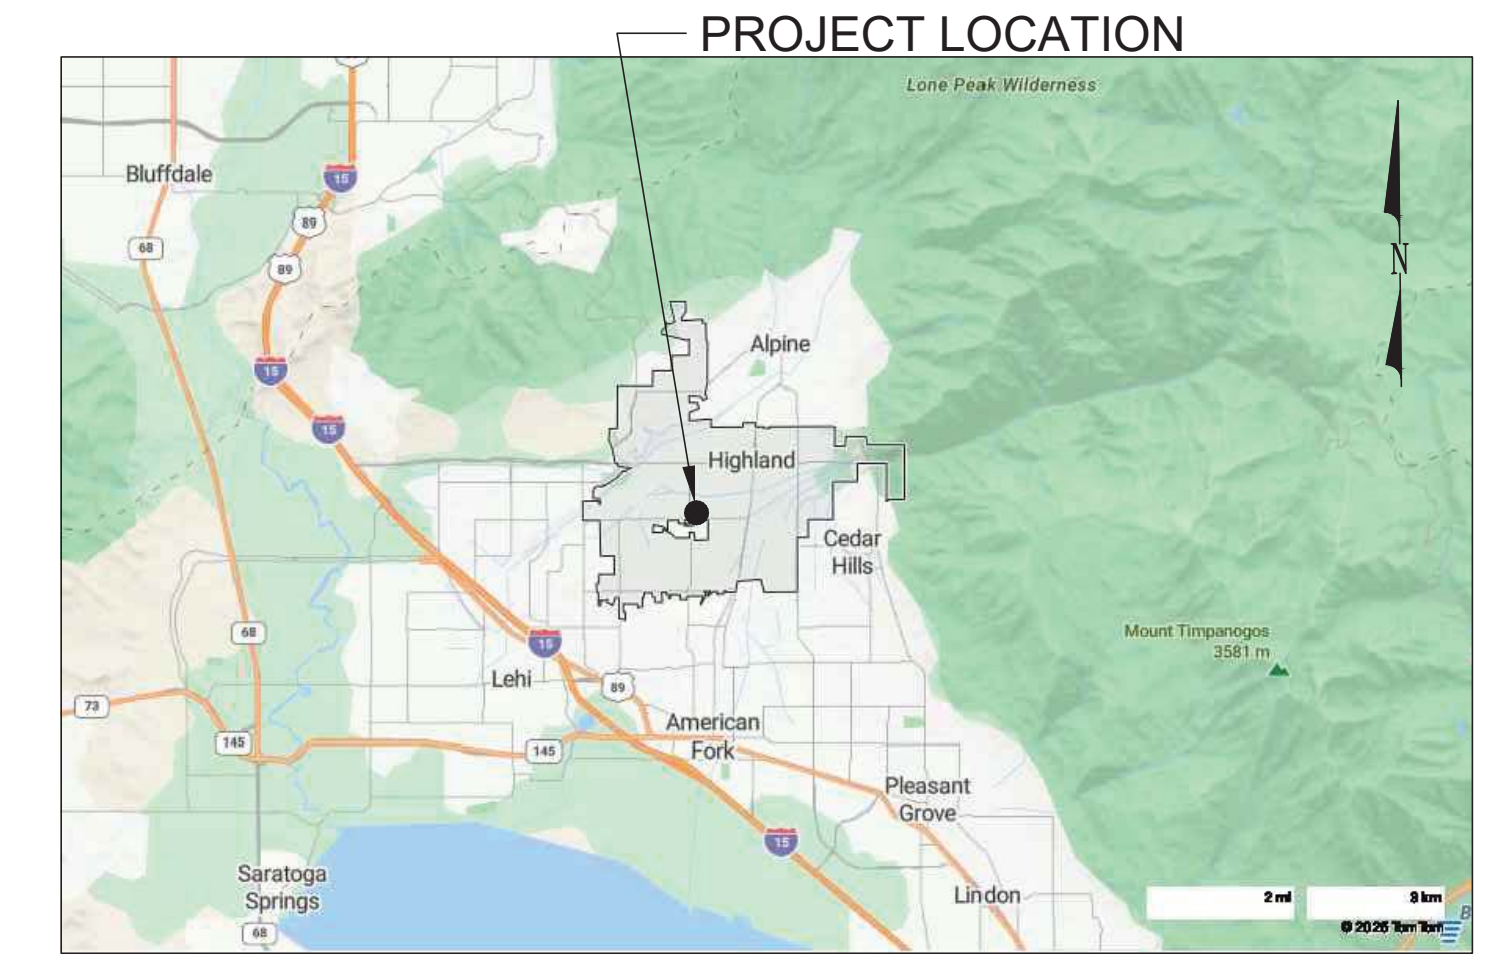 PROJECT LOCATION
Lone Peak Wilderness
Bluffdale
15
89
68
89
N
Alpine
15
15
Highland
Cedar
Hills
68
15
Mount Timpanogos
3581 m
Lehi
89
73
American
Fork
145
145
Pleasant
Grove
15
Saratoga
Springs
Lindon
2 mi
3 km
68
B
© 2025 TomTom